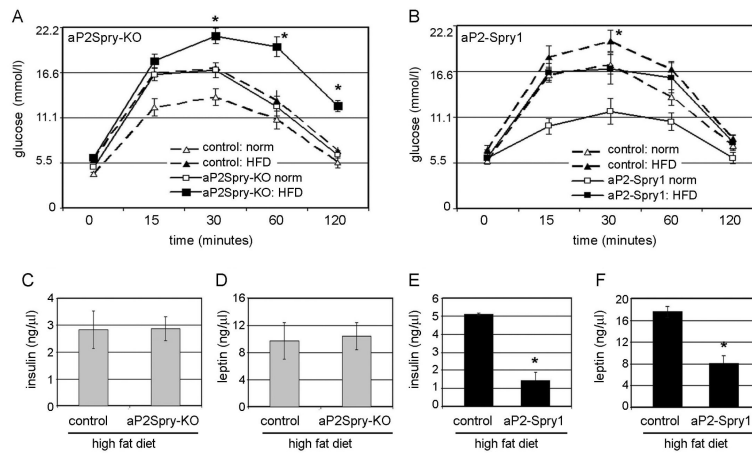 A
aP2Spry-KO
glucose (mmol/l)
22.2
16.6
11.1
5.5
0
* * *
control: norm
control: HFD
aP2Spry-KO norm
aP2Spry-KO: HFD
0 15 30 60 120
time (minutes)
B
aP2-Spry1
glucose (mmol/l)
22.2
16.6
11.1
5.5
0
*
control: norm
control: HFD
aP2-Spry1 norm
aP2-Spry1: HFD
0 15 30 60 120
time (minutes)
C
insulin (ng/µl)
5
4
3
2
1
0
control aP2Spry-KO
high fat diet
D
leptin (ng/µl)
16
12
8
4
0
control aP2Spry-KO
high fat diet
E
insulin (ng/µl)
6
5
4
3
2
1
0
*
control aP2-Spry1
high fat diet
F
leptin (ng/µl)
20
16
12
8
4
0
*
control aP2-Spry1
high fat diet